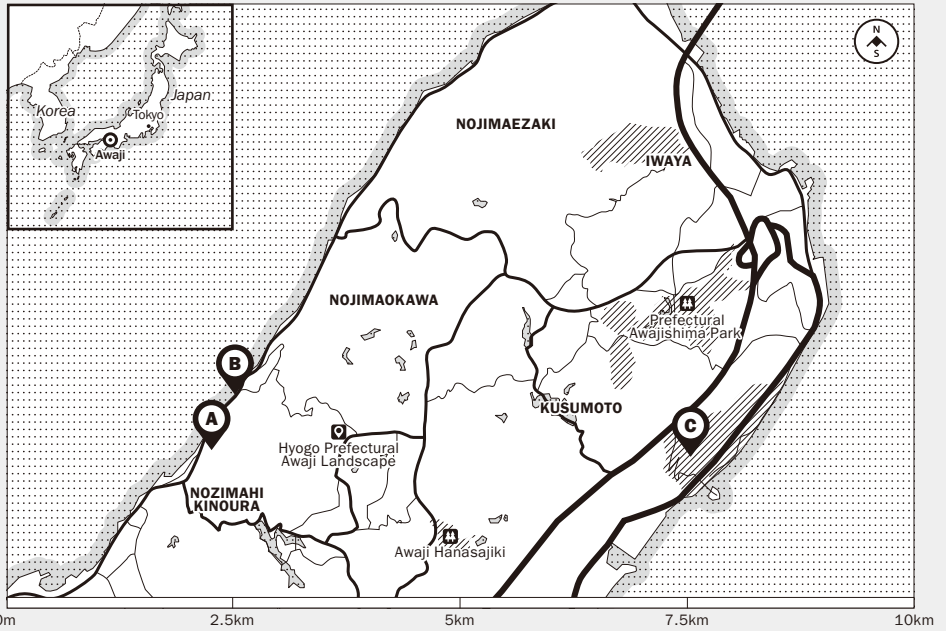 Korea
Japan
Tokyo
Awaji
N
S
NOJIMAEZAKI
IWAYA
NOJIMAOKAWA
Prefectural
Awajishima Park
B
A
KUSUMOTO
C
Hyogo Prefectural
Awaji Landscape
NOZIMAHI
KINOURA
Awaji Hanasajiki
0m
2.5km
5km
7.5km
10km